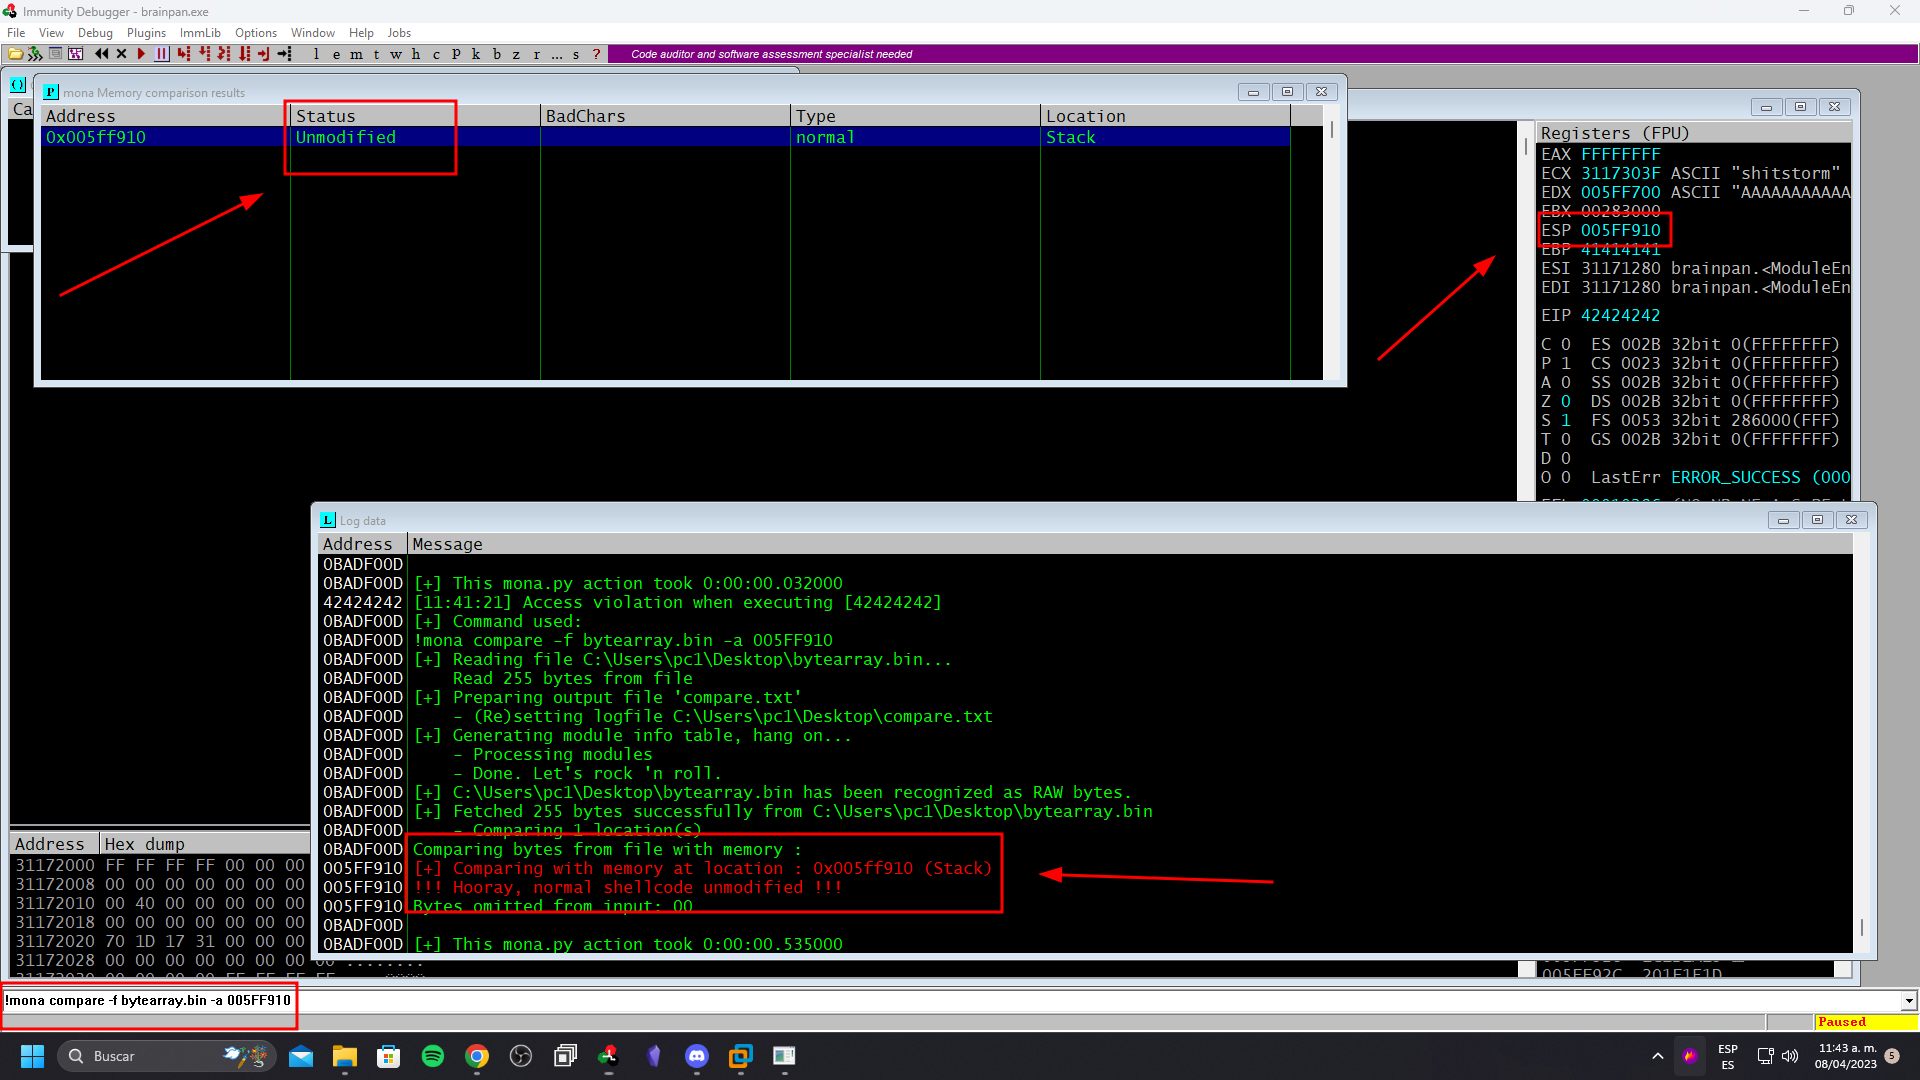 Immunity Debugger - brainpan.exe
File View Debug Plugins ImmLib Options Window Help Jobs
l e m t w h c P k b z r ... s ? Code auditor and software assessment specialist needed
mona Memory comparison results
Ca
Address Status BadChars Type Location
0x005ff910 Unmodified normal Stack
Registers (FPU)
EAX FFFFFFFF
ECX 3117303F ASCII "shitstorm"
EDX 005FF700 ASCII "AAAAAAAAAAA
EBX 00283000
ESP 005FF910
EBP 41414141
ESI 31171280 brainpan.<ModuleEn
EDI 31171280 brainpan.<ModuleEn
EIP 42424242
C 0 ES 002B 32bit 0(FFFFFFFF)
P 1 CS 0023 32bit 0(FFFFFFFF)
A 0 SS 002B 32bit 0(FFFFFFFF)
Z 0 DS 002B 32bit 0(FFFFFFFF)
S 1 FS 0053 32bit 286000(FFF)
T 0 GS 002B 32bit 0(FFFFFFFF)
D 0
O 0 LastErr ERROR_SUCCESS (000
Log data
Address Message
0BADF00D
0BADF00D [+] This mona.py action took 0:00:00.032000
42424242 [11:41:21] Access violation when executing [42424242]
0BADF00D [+] Command used:
0BADF00D !mona compare -f bytearray.bin -a 005FF910
0BADF00D [+] Reading file C:\Users\pc1\Desktop\bytearray.bin...
0BADF00D Read 255 bytes from file
0BADF00D [+] Preparing output file 'compare.txt'
0BADF00D - (Re)setting logfile C:\Users\pc1\Desktop\compare.txt
0BADF00D [+] Generating module info table, hang on...
0BADF00D - Processing modules
0BADF00D - Done. Let's rock 'n roll.
0BADF00D [+] C:\Users\pc1\Desktop\bytearray.bin has been recognized as RAW bytes.
0BADF00D [+] Fetched 255 bytes successfully from C:\Users\pc1\Desktop\bytearray.bin
0BADF00D - Comparing 1 location(s)
0BADF00D Comparing bytes from file with memory :
005FF910 [+] Comparing with memory at location : 0x005ff910 (Stack)
005FF910 !!! Hooray, normal shellcode unmodified !!!
005FF910 Bytes omitted from input: 00
0BADF00D
0BADF00D [+] This mona.py action took 0:00:00.535000
Address Hex dump
31172000 FF FF FF FF 00 00 00
31172008 00 00 00 00 00 00 00
31172010 00 40 00 00 00 00 00
31172018 00 00 00 00 00 00 00
31172020 70 1D 17 31 00 00 00
31172028 00 00 00 00 00 00 00 00 ........
005FF92C 201F1E1D
!mona compare -f bytearray.bin -a 005FF910
Paused
Buscar
ESP
ES
11:43 a. m.
08/04/2023
5